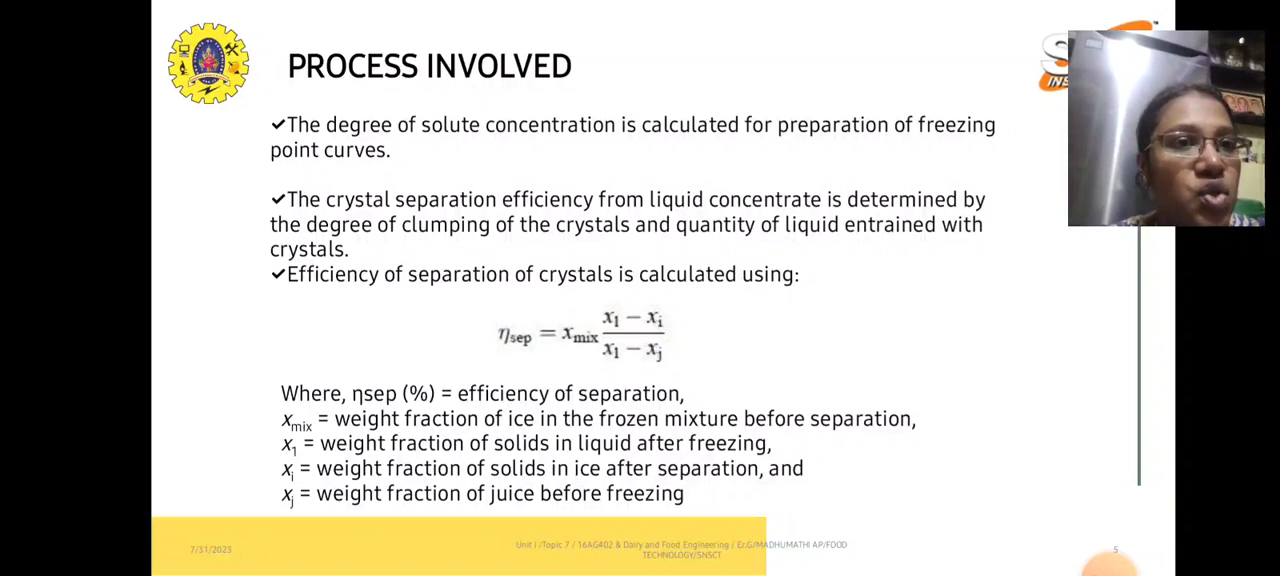 PROCESS INVOLVED
✓The degree of solute concentration is calculated for preparation of freezing
point curves.
✓The crystal separation efficiency from liquid concentrate is determined by
the degree of clumping of the crystals and quantity of liquid entrained with
crystals.
✓Efficiency of separation of crystals is calculated using:
ηsep = xmix (x1 − xi) / (x1 − xj)
Where, ηsep (%) = efficiency of separation,
xmix = weight fraction of ice in the frozen mixture before separation,
x1 = weight fraction of solids in liquid after freezing,
xi = weight fraction of solids in ice after separation, and
xj = weight fraction of juice before freezing
7/31/2023
Unit i /Topic 7 / 16AG402 & Dairy and Food Engineering / Er.G/MADHUMATHI AP/FOOD
TECHNOLOGY/SNSCT
5